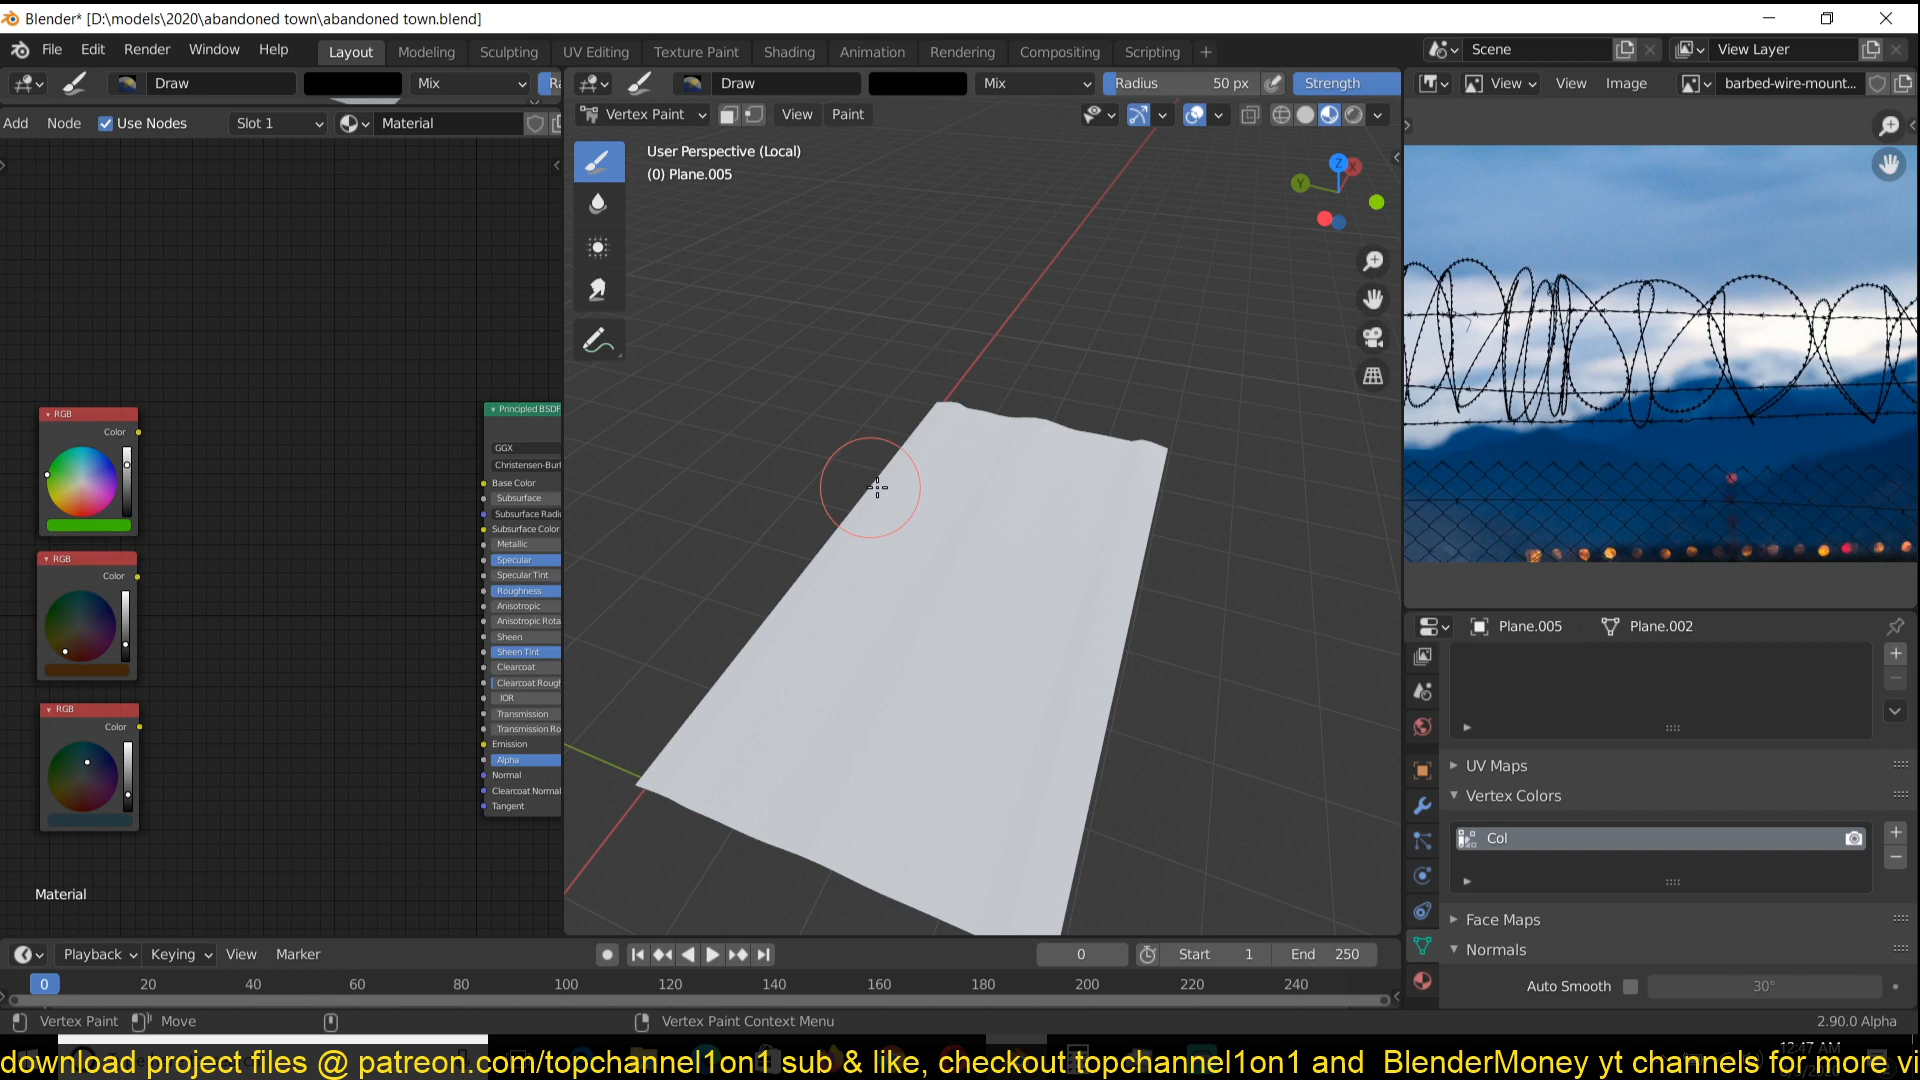 Blender* [D:\models\2020\abandoned town\abandoned town.blend]
File Edit Render Window Help
Layout Modeling Sculpting UV Editing Texture Paint Shading Animation Rendering Compositing Scripting +
Scene
View Layer
Draw
Mix
Ra
Draw
Mix
Radius 50 px
Strength
View
View Image
barbed-wire-mount...
Add Node Use Nodes
Slot 1
Material
Vertex Paint
View Paint
User Perspective (Local)
(0) Plane.005
RGB
Color
RGB
Color
RGB
Color
Principled BSDF
GGX
Christensen-Burl
Base Color
Subsurface
Subsurface Radiu
Subsurface Color
Metallic
Specular
Specular Tint
Roughness
Anisotropic
Anisotropic Rota
Sheen
Sheen Tint
Clearcoat
Clearcoat Rough
IOR
Transmission
Transmission Ro
Emission
Alpha
Normal
Clearcoat Normal
Tangent
Material
Z
X
Y
Plane.005 Plane.002
UV Maps
Vertex Colors
Col
Face Maps
Normals
Auto Smooth 30°
Playback Keying View Marker
0
Start 1
End 250
0 20 40 60 80 100 120 140 160 180 200 220 240
Vertex Paint Move
Vertex Paint Context Menu
2.90.0 Alpha
12:47 AM
download project files @ patreon.com/topchannel1on1 sub & like, checkout topchannel1on1 and BlenderMoney yt channels for more vi